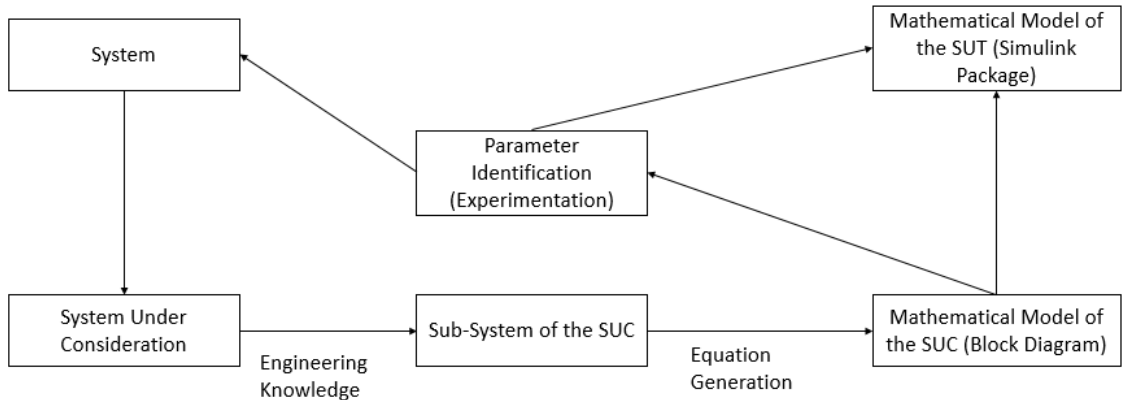 System
Mathematical Model of
the SUT (Simulink
Package)
Parameter
Identification
(Experimentation)
System Under
Consideration
Engineering
Knowledge
Sub-System of the SUC
Equation
Generation
Mathematical Model of
the SUC (Block Diagram)